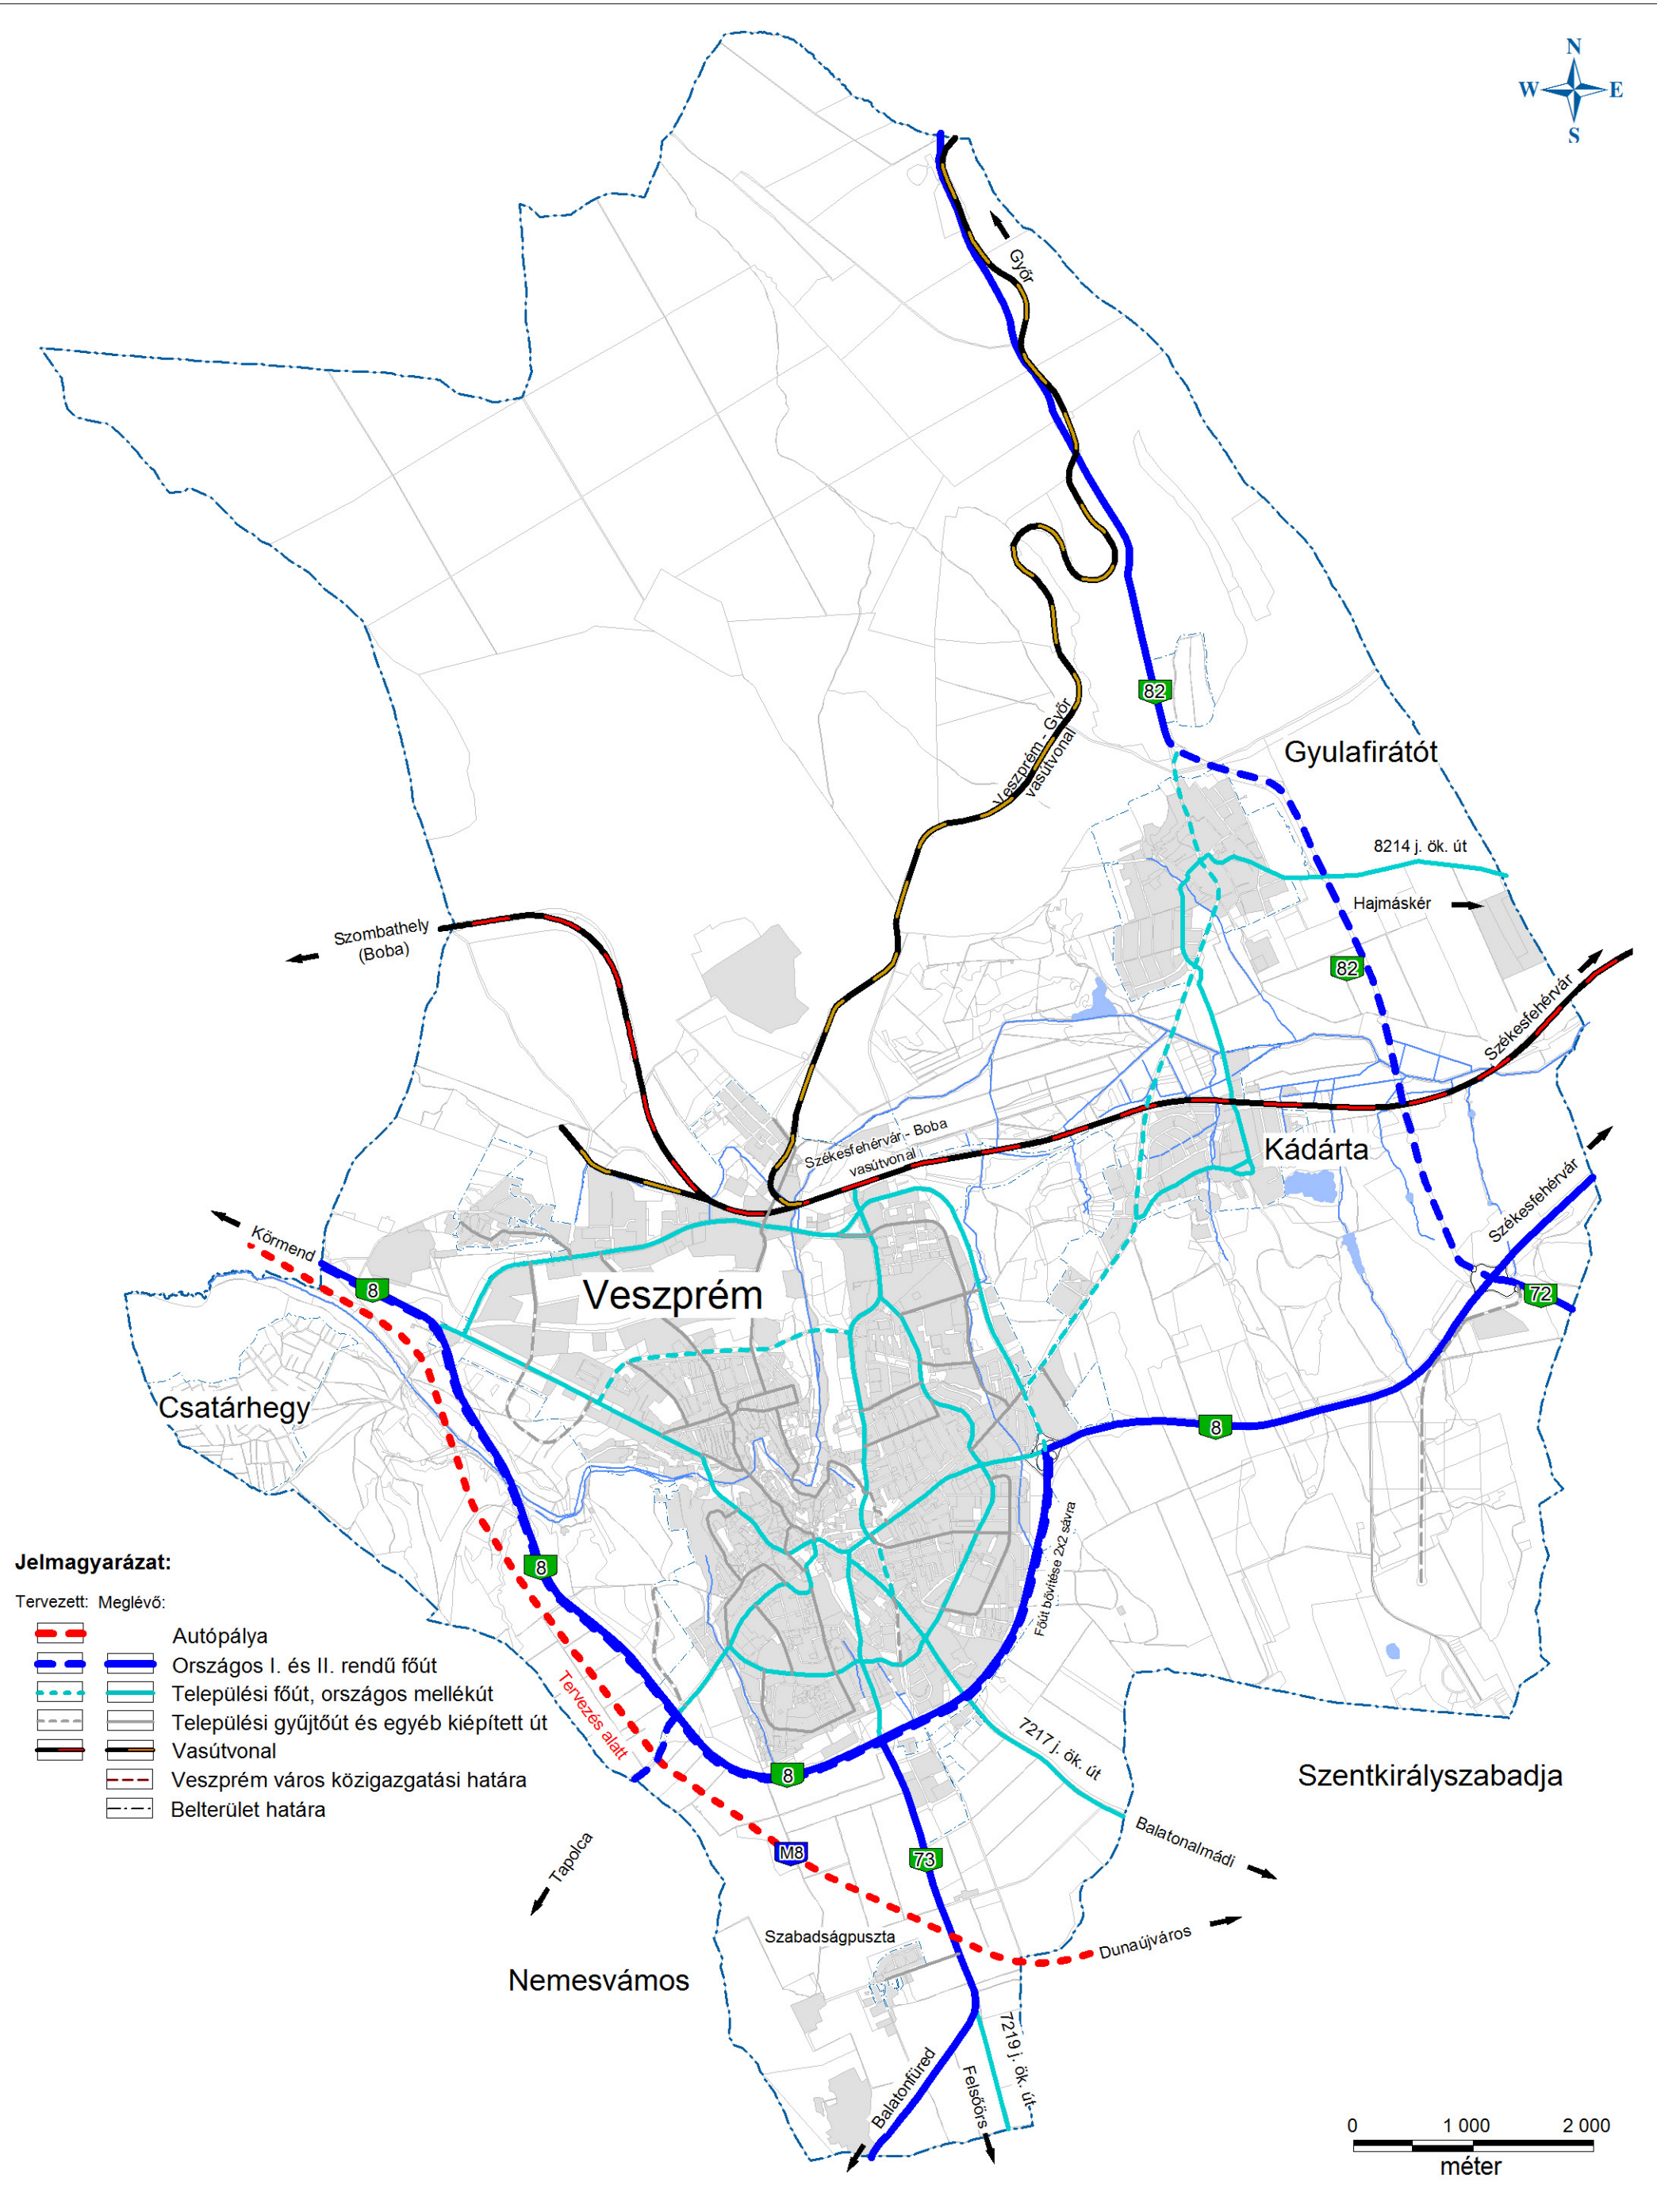 N
W E
S
Győr
82
Veszprém - Győr
vasútvonal
Gyulafirátót
8214 j. ök. út
Hajmáskér
Szombathely
(Boba)
82
Székesfehérvár
Székesfehérvár - Boba
vasútvonal
Kádárta
Székesfehérvár
Körmend
8
Veszprém
72
Csatárhegy
8
Főút bővítése 2x2 sávra
8
Tervezés alatt
8
7217 j. ök. út
Szentkirályszabadja
Balatonalmádi
M8
73
Tapolca
Szabadságpuszta
Dunaújváros
Nemesvámos
7219 j. ök. út
Balatonfüred
Felsőörs
Jelmagyarázat:
Tervezett: Meglévő:
Autópálya
Országos I. és II. rendű főút
Települési főút, országos mellékút
Települési gyűjtőút és egyéb kiépített út
Vasútvonal
Veszprém város közigazgatási határa
Belterület határa
0 1 000 2 000
méter